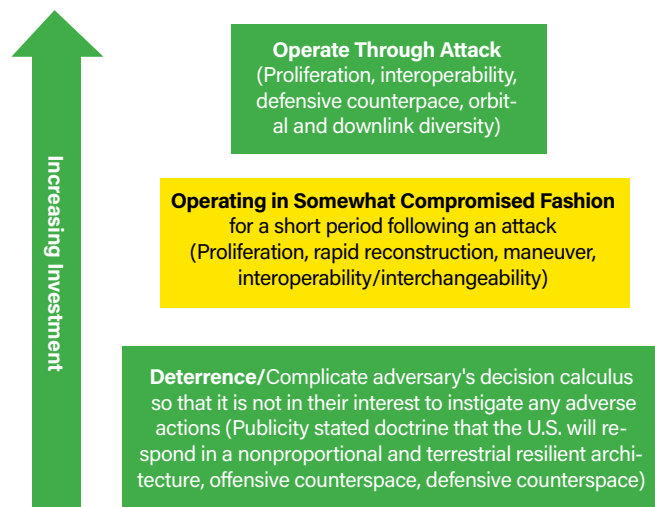 Increasing Investment
Operate Through Attack
(Proliferation, interoperability,
defensive counterpace, orbit-
al and downlink diversity)
Operating in Somewhat Compromised Fashion
for a short period following an attack
(Proliferation, rapid reconstruction, maneuver,
interoperability/interchangeability)
Deterrence/Complicate adversary's decision calculus
so that it is not in their interest to instigate any adverse
actions (Publicity stated doctrine that the U.S. will re-
spond in a nonproportional and terrestrial resilient archi-
tecture, offensive counterspace, defensive counterspace)